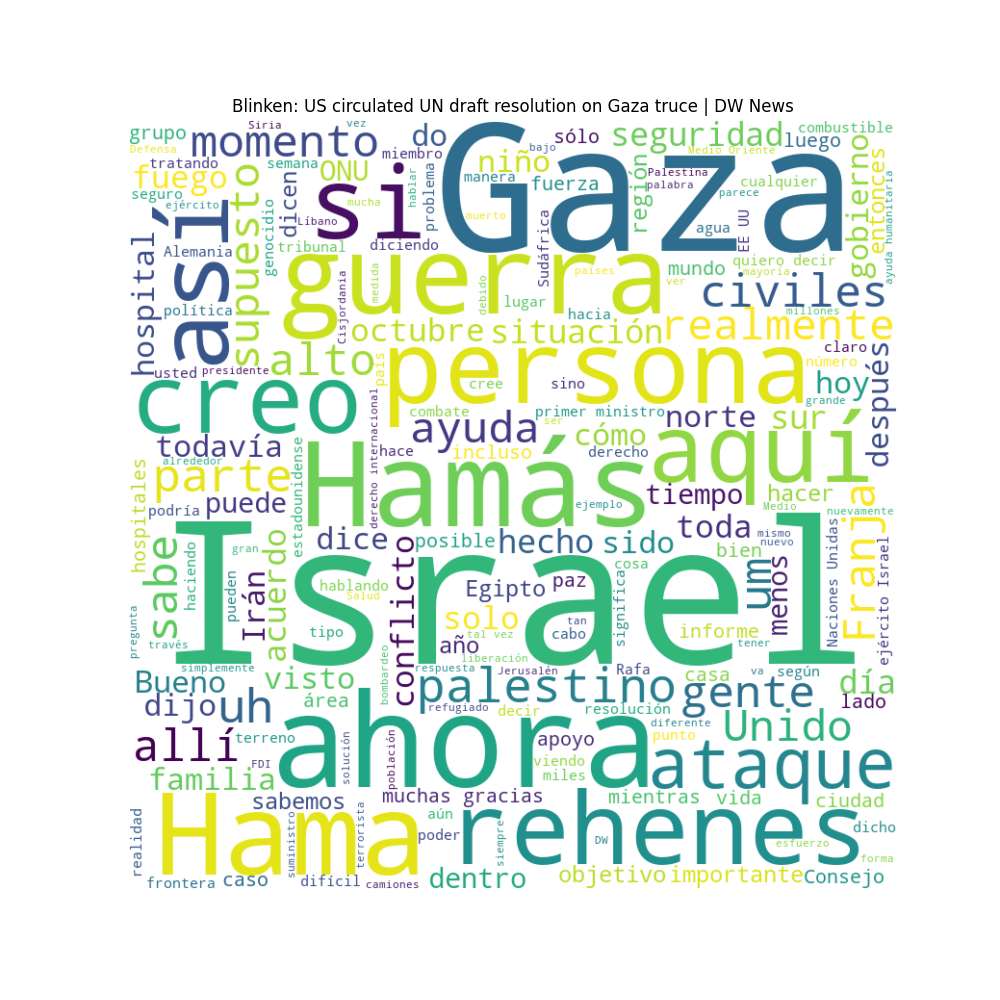 Blinken: US circulated UN draft resolution on Gaza truce | DW News
grupo
Siria
vez
momento
do
sólo
seguridad
combustible
luego
Defensa
tratando
semana
ONU
miembro
bajo
niño
Medio Oriente
Gaza
fuego
dicen
si
hablar
problema
manera
fuerza
Palestina
palabra
región
cualquier
parece
gobierno
entonces
ayuda humanitaria
seguro
ejército
así
supuesto
genocidio
Líbano
mucha
muerto
Sudáfrica
agua
EE UU
hospital
Alemania
tribunal
diciendo
guerra
países
mundo
quiero decir
mayoría
ver
política
Cisjordania
medida
debido
lugar
hacia
civiles
millones
octubre
situación
realmente
usted
presidente
alto
país
persona
claro
número
después
creo
cree
sino
hoy
grande
combate
primer ministro
ser
norte
sur
todavía
derecho internacional
hace
ayuda
incluso
cómo
derecho
aquí
alrededor
estadounidense
Hamás
parte
hospitales
podría
puede
ejemplo
tiempo
hacer
Medio
nuevamente
Franja
sabe
haciendo
gran
acuerdo
dice
conflicto
posible
hecho
sido
toda
bien
mismo
nuevo
Naciones Unidas
ejército Israel
Israel
pueden
Irán
hablando
Salud
Egipto
paz
cosa
significa
um
menos
pregunta
través
tipo
solo
tal vez
tan
cabo
informe
tener
simplemente
año
liberación
respuesta
Jerusalén
Rafa
casa
va
según
Bueno
visto
bombardeo
palestino
gente
día
dijo
uh
área
refugiado
decir
resolución
diferente
lado
allí
terreno
FDI
ahora
solución
población
apoyo
punto
Unido
viendo
miles
ataque
familia
sabemos
muchas gracias
mientras
vida
ciudad
realidad
Hama
suministro
terrorista
aún
poder
siempre
rehenes
DW
esfuerzo
dicho
forma
frontera
caso
difícil
camiones
dentro
objetivo
importante
Consejo